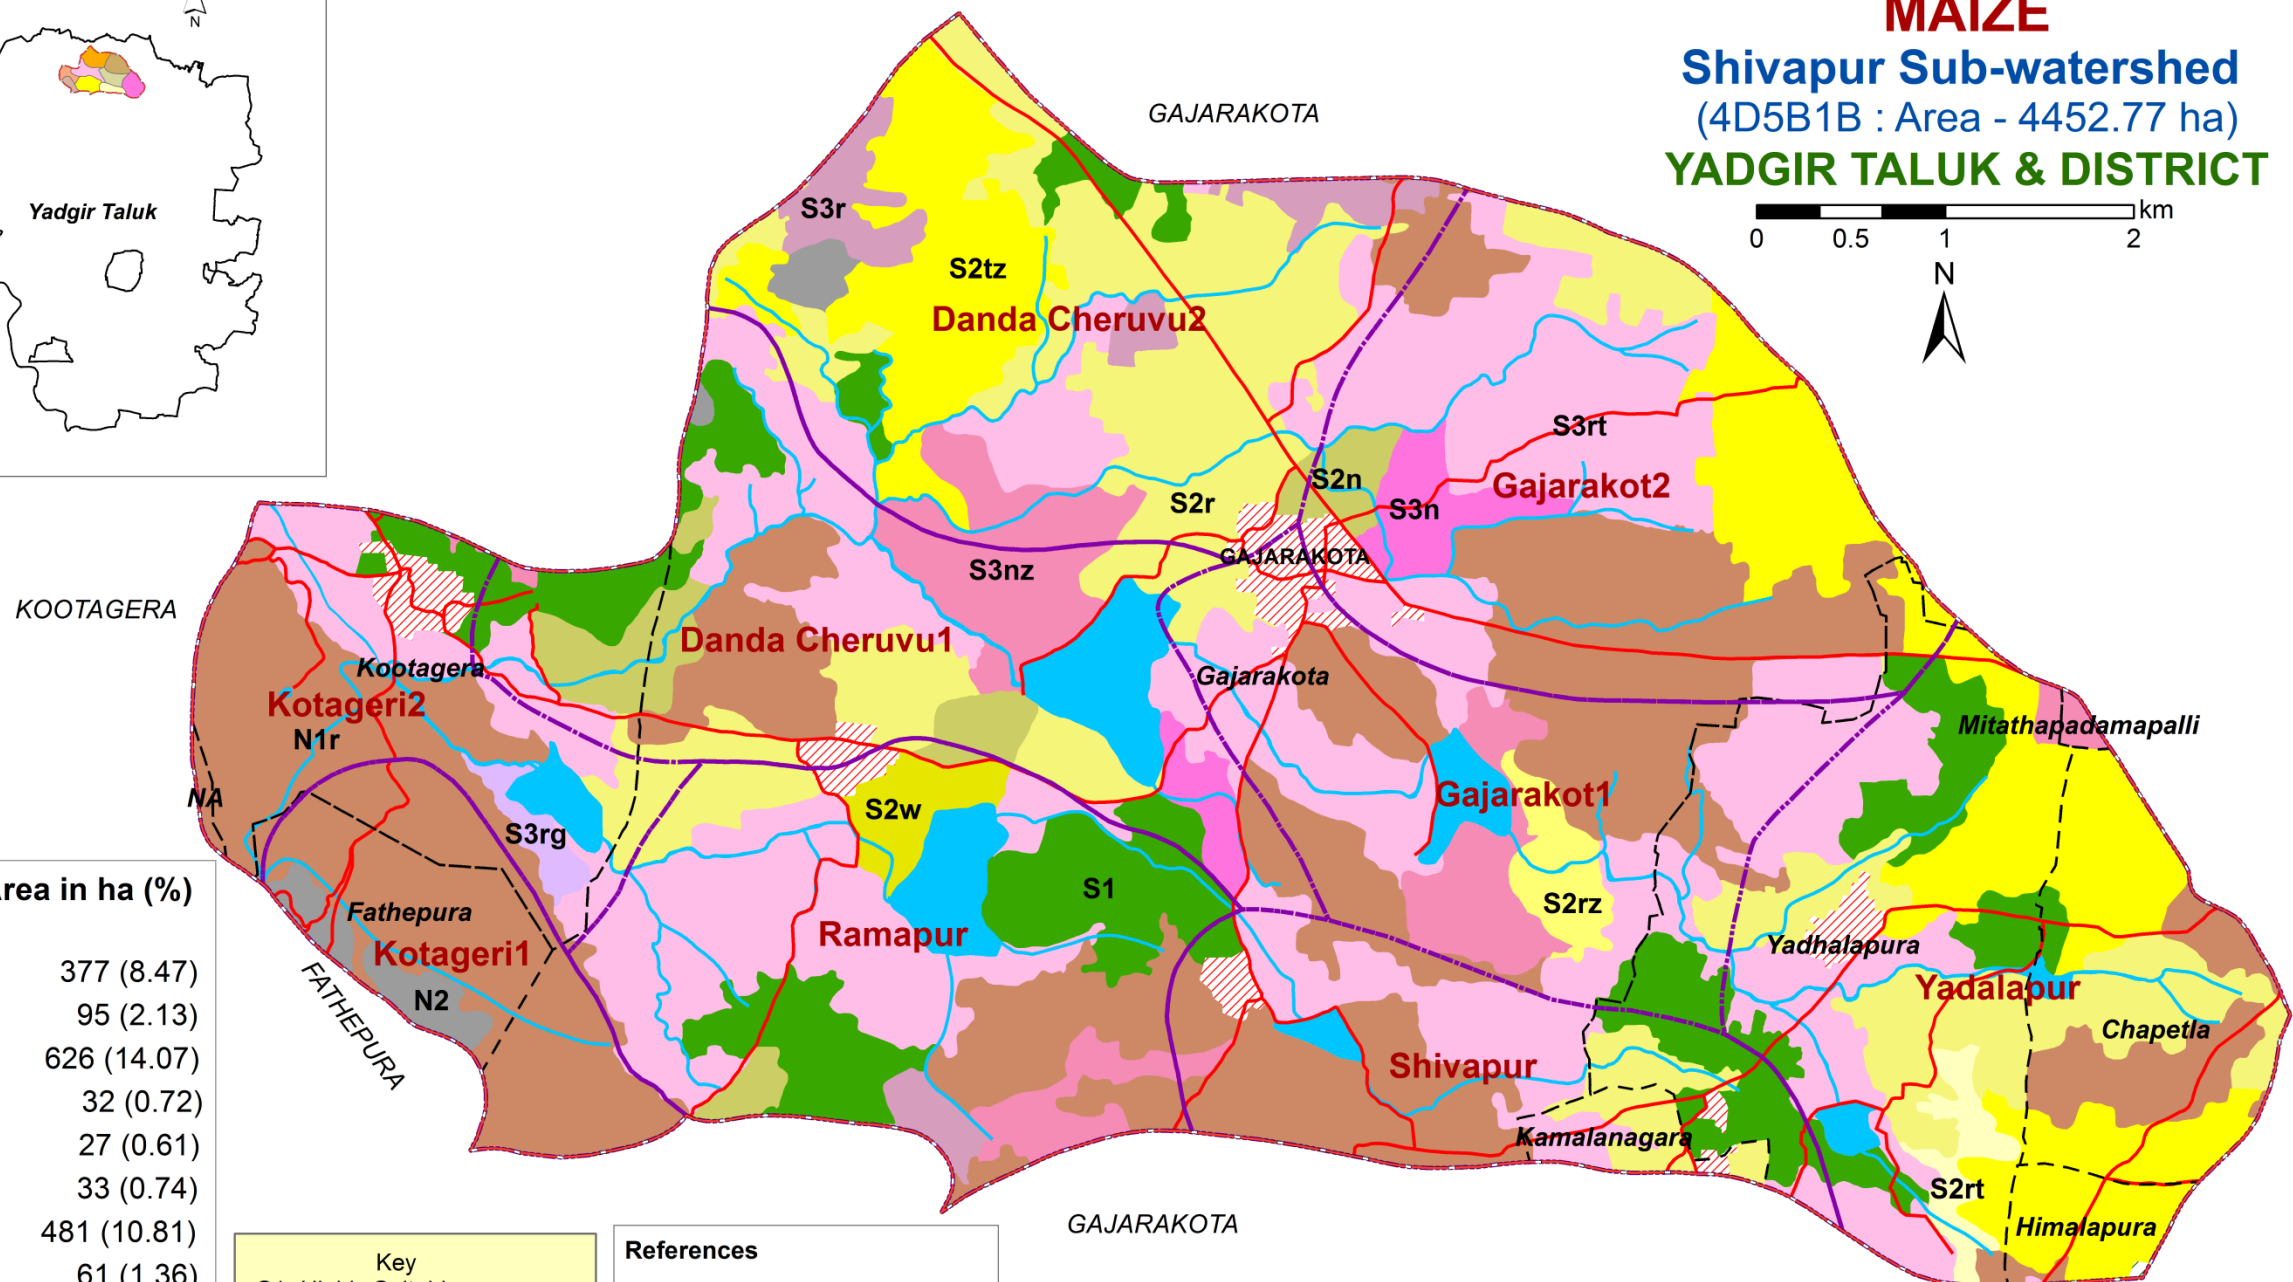 N
Yadgir Taluk
MAIZE
Shivapur Sub-watershed
(4D5B1B : Area - 4452.77 ha)
YADGIR TALUK & DISTRICT
km
0 0.5 1 2
N
GAJARAKOTA
S3r
S2tz
Danda Cheruvu2
S3rt
S2n
Gajarakot2
S2r
S3n
GAJARAKOTA
S3nz
KOOTAGERA
Danda Cheruvu1
Kootagera
Gajarakota
Kotageri2
N1r
Mitathapadamapalli
NA
Gajarakot1
S2w
S3rg
S1
S2rz
Fathepura
Ramapur
Yadhalapura
Kotageri1
Yadalapur
N2
FATHEPURA
Chapetla
Shivapur
Kamalanagara
S2rt
Himalapura
GAJARAKOTA
in ha (%)
377 (8.47)
95 (2.13)
626 (14.07)
32 (0.72)
27 (0.61)
33 (0.74)
481 (10.81)
61 (1.36)
Key
References